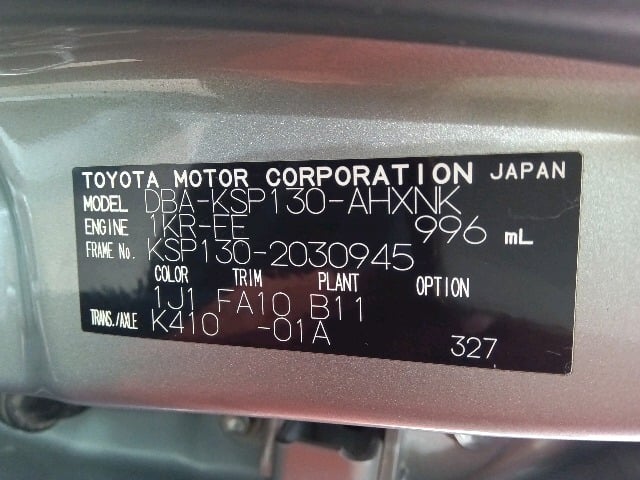 TOYOTA MOTOR CORPORATION JAPAN
MODEL DBA-KSP130-AHXNK
ENGINE 1KR-FE 996 mL
FRAME No. KSP130-2030945
COLOR TRIM PLANT OPTION
1J1 FA10 B11
TRANS./AXLE K410 -01A
327